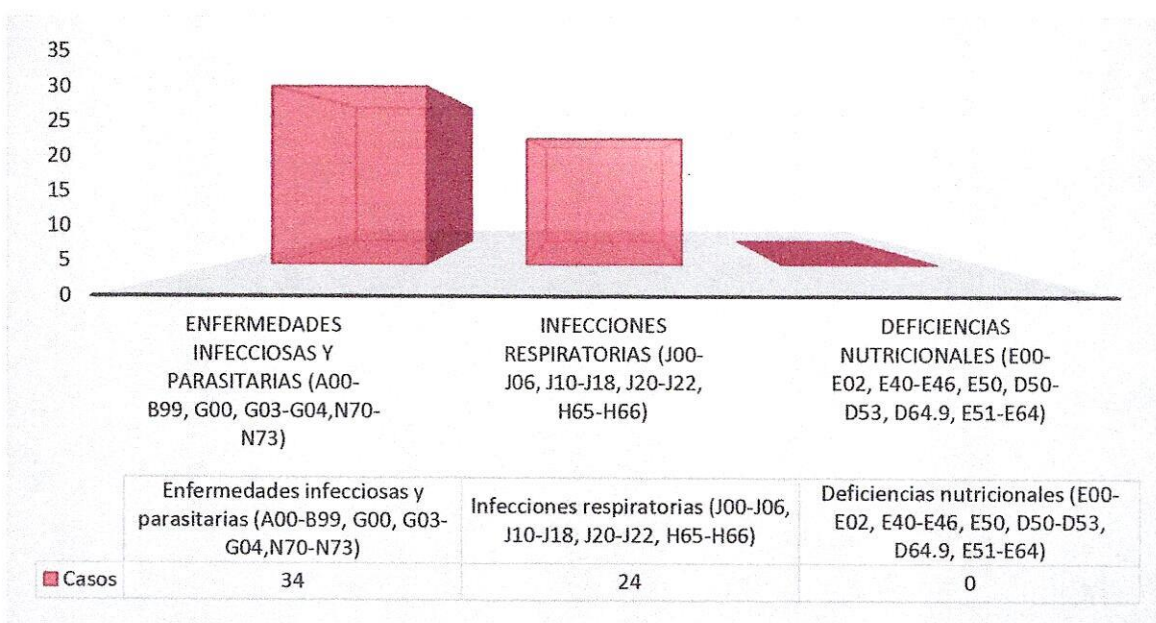 35
30
25
20
15
10
5
0
ENFERMEDADES
INFECCIOSAS Y
PARASITARIAS (A00-
B99, G00, G03-G04,N70-
N73)
INFECCIONES
RESPIRATORIAS (J00-
J06, J10-J18, J20-J22,
H65-H66)
DEFICIENCIAS
NUTRICIONALES (E00-
E02, E40-E46, E50, D50-
D53, D64.9, E51-E64)
Enfermedades infecciosas y
parasitarias (A00-B99, G00, G03-
G04,N70-N73)
Infecciones respiratorias (J00-J06,
J10-J18, J20-J22, H65-H66)
Deficiencias nutricionales (E00-
E02, E40-E46, E50, D50-D53,
D64.9, E51-E64)
Casos 34 24 0